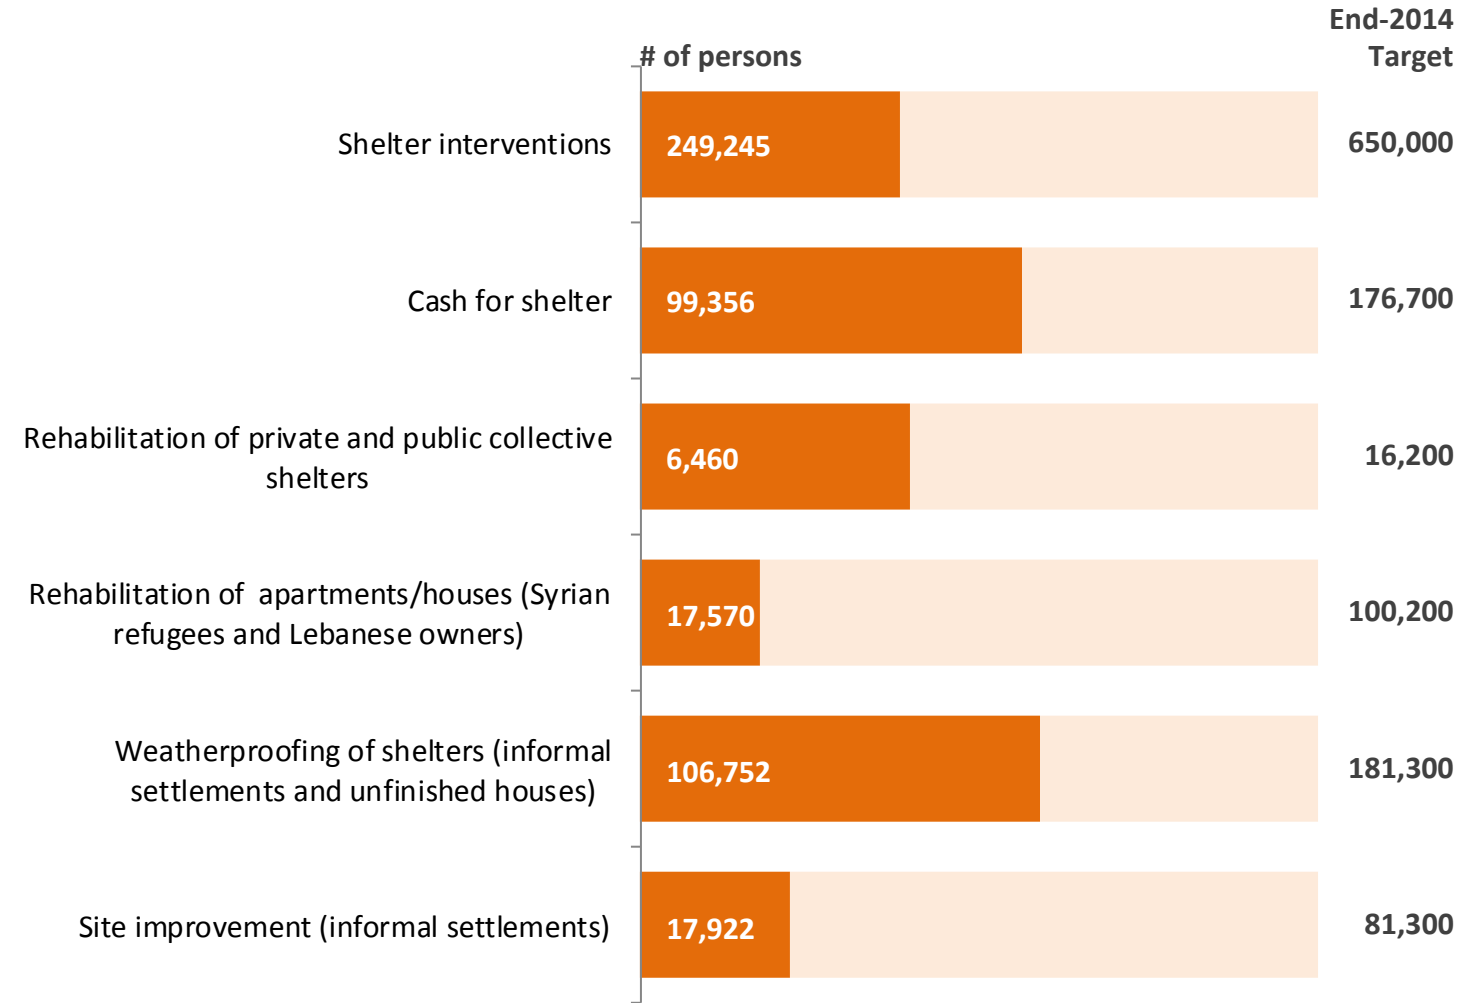 End-2014
# of persons Target
Shelter interventions 249,245 650,000
Cash for shelter 99,356 176,700
Rehabilitation of private and public collective
shelters 6,460 16,200
Rehabilitation of  apartments/houses (Syrian
refugees and Lebanese owners) 17,570 100,200
Weatherproofing of shelters (informal
settlements and unfinished houses) 106,752 181,300
Site improvement (informal settlements) 17,922 81,300